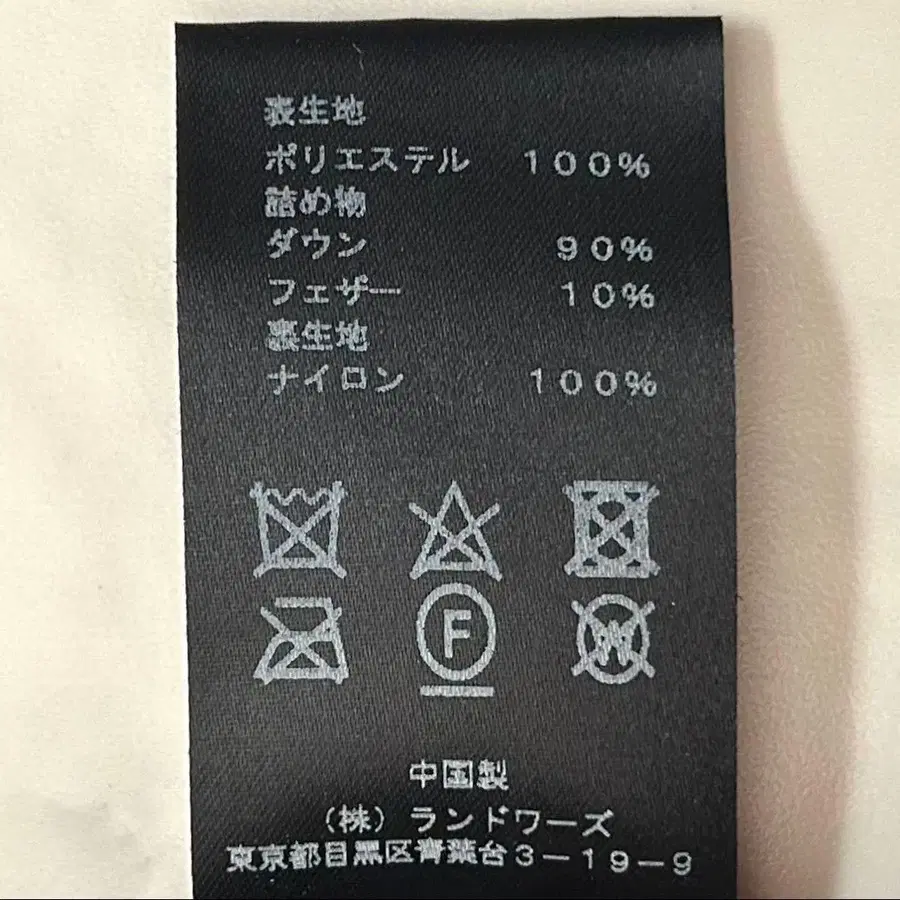 表生地
ポリエステル 100%
詰め物
ダウン 90%
フェザー 10%
裏生地
ナイロン 100%
F
W
中国製
(株) ランドワーズ
東京都目黒区青葉台3-19-9